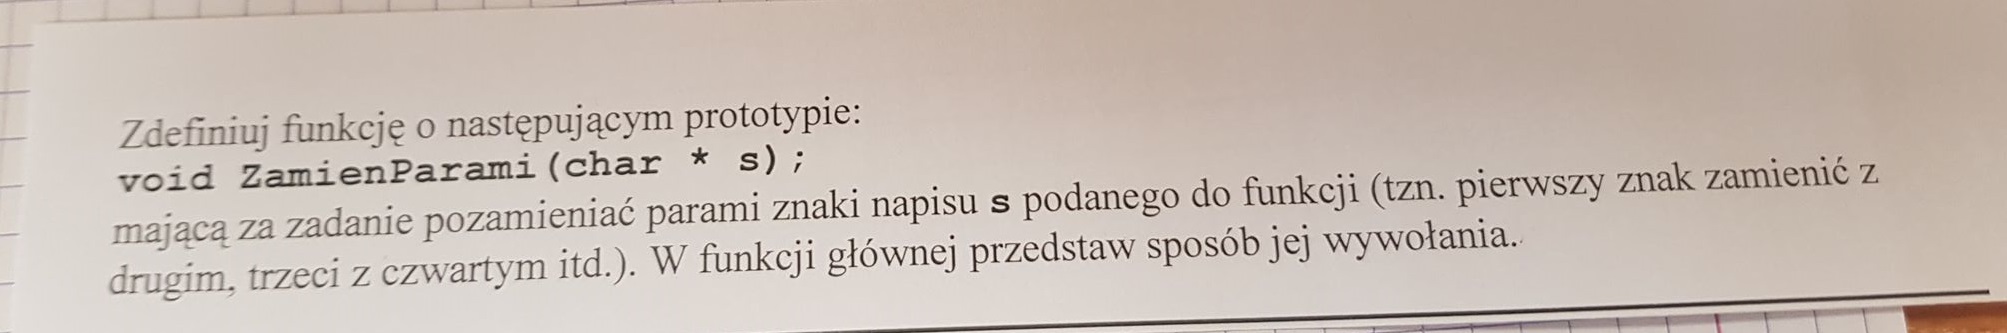 Zdefiniuj funkcję o następującym prototypie:
void ZamienParami(char * s);
mającą za zadanie pozamieniać parami znaki napisu s podanego do funkcji (tzn. pierwszy znak zamienić z
drugim, trzeci z czwartym itd.). W funkcji głównej przedstaw sposób jej wywołania.